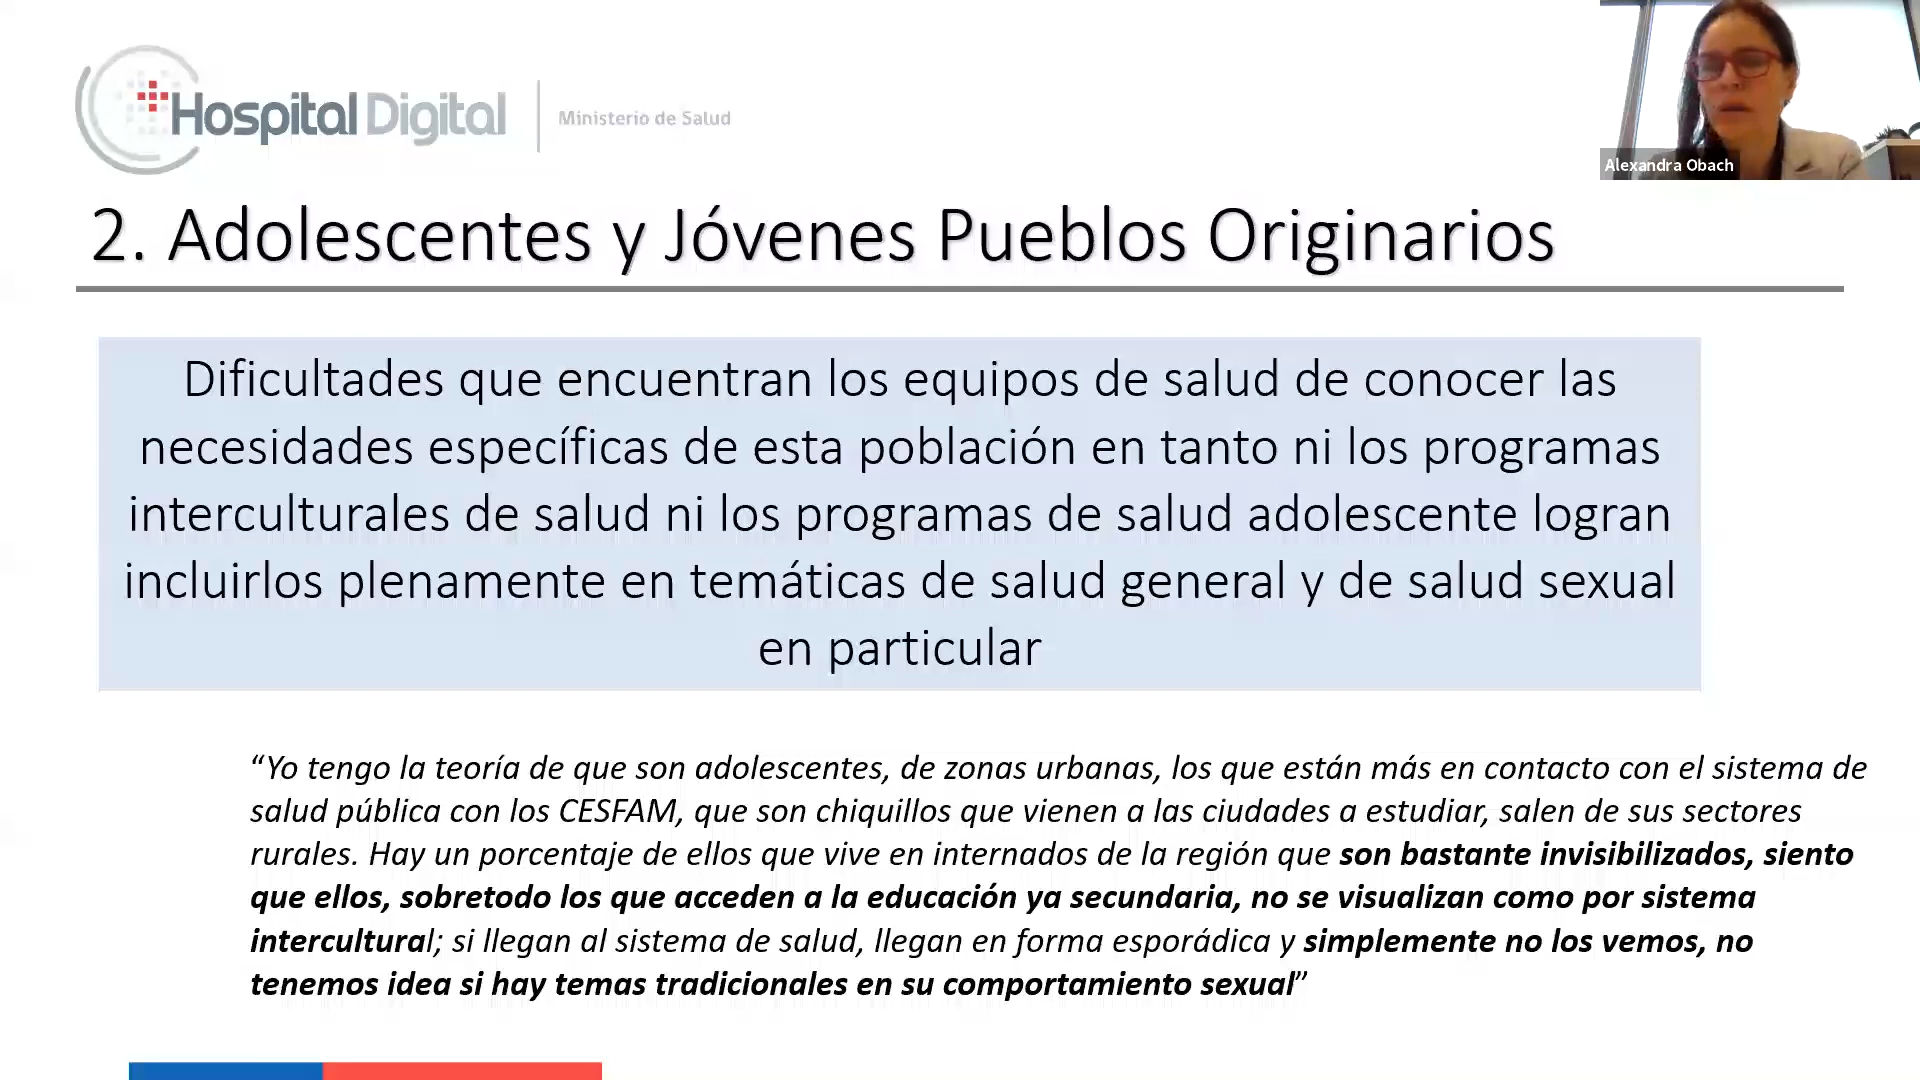 Hospital Digital
Ministerio de Salud
Alexandra Obach
2. Adolescentes y Jóvenes Pueblos Originarios
Dificultades que encuentran los equipos de salud de conocer las
necesidades específicas de esta población en tanto ni los programas
interculturales de salud ni los programas de salud adolescente logran
incluirlos plenamente en temáticas de salud general y de salud sexual
en particular
“Yo tengo la teoría de que son adolescentes, de zonas urbanas, los que están más en contacto con el sistema de
salud pública con los CESFAM, que son chiquillos que vienen a las ciudades a estudiar, salen de sus sectores
rurales. Hay un porcentaje de ellos que vive en internados de la región que son bastante invisibilizados, siento
que ellos, sobretodo los que acceden a la educación ya secundaria, no se visualizan como por sistema
intercultural; si llegan al sistema de salud, llegan en forma esporádica y simplemente no los vemos, no
tenemos idea si hay temas tradicionales en su comportamiento sexual”